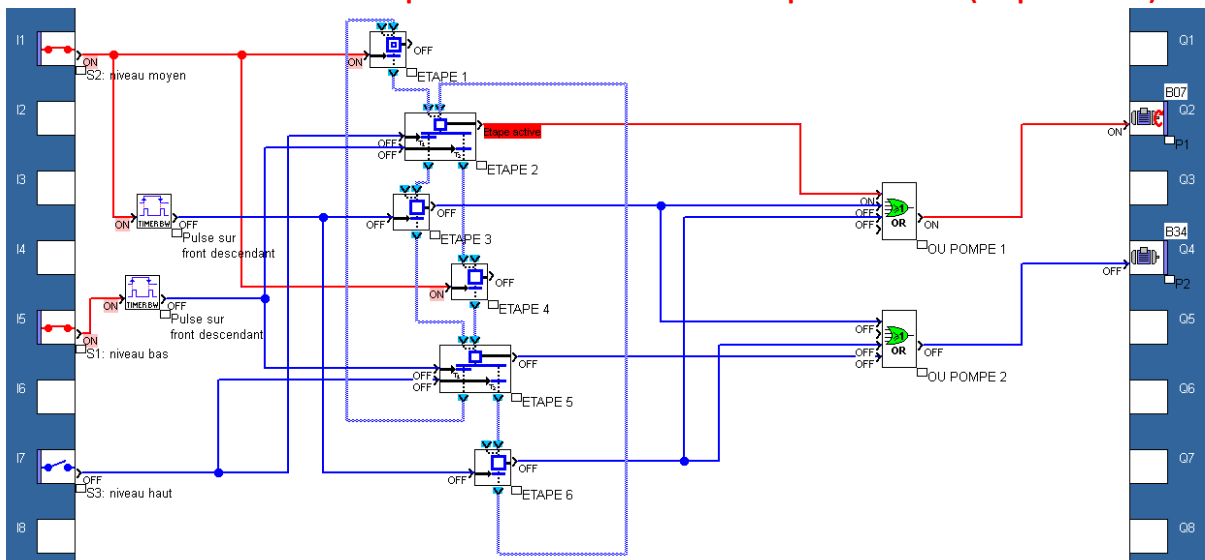 I1
Q1
ON
OFF
ON
S2: niveau moyen
ETAPE 1
I2
B07
Q2
Etape active
OFF
OFF
ON
P1
ETAPE 2
I3
Q3
ON
TIMER BW
OFF
OFF
OFF
ON
OFF
OFF
OR
ON
Pulse sur
front descendant
ETAPE 3
OU POMPE 1
I4
B34
Q4
OFF
OFF
ON
TIMER BW
OFF
ON
ETAPE 4
P2
Pulse sur
front descendant
I5
Q5
ON
S1: niveau bas
OFF
OFF
OFF
OFF
OFF
OR
OFF
OFF
OFF
OU POMPE 2
I6
Q6
ETAPE 5
I7
Q7
OFF
OFF
OFF
S3: niveau haut
ETAPE 6
I8
Q8